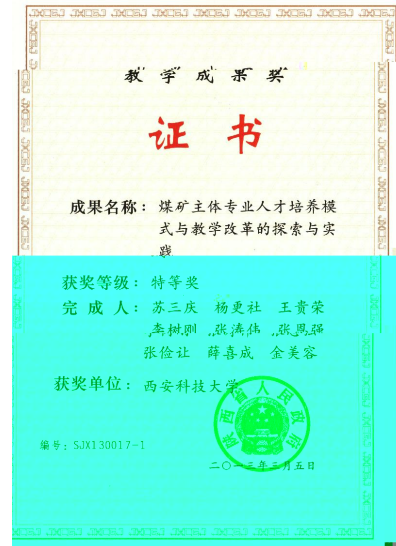 教学成果奖
证书
成果名称：煤矿主体专业人才培养模
式与教学改革的探索与实
践
获奖等级：特等奖
完成人：苏三庆 杨更社 王贵荣
李树刚 张涛伟 张恩强
张俭让 薛喜成 金美容
获奖单位：西安科技大学
陕西省人民政府
编号：SJX130017-1
二〇一三年三月五日